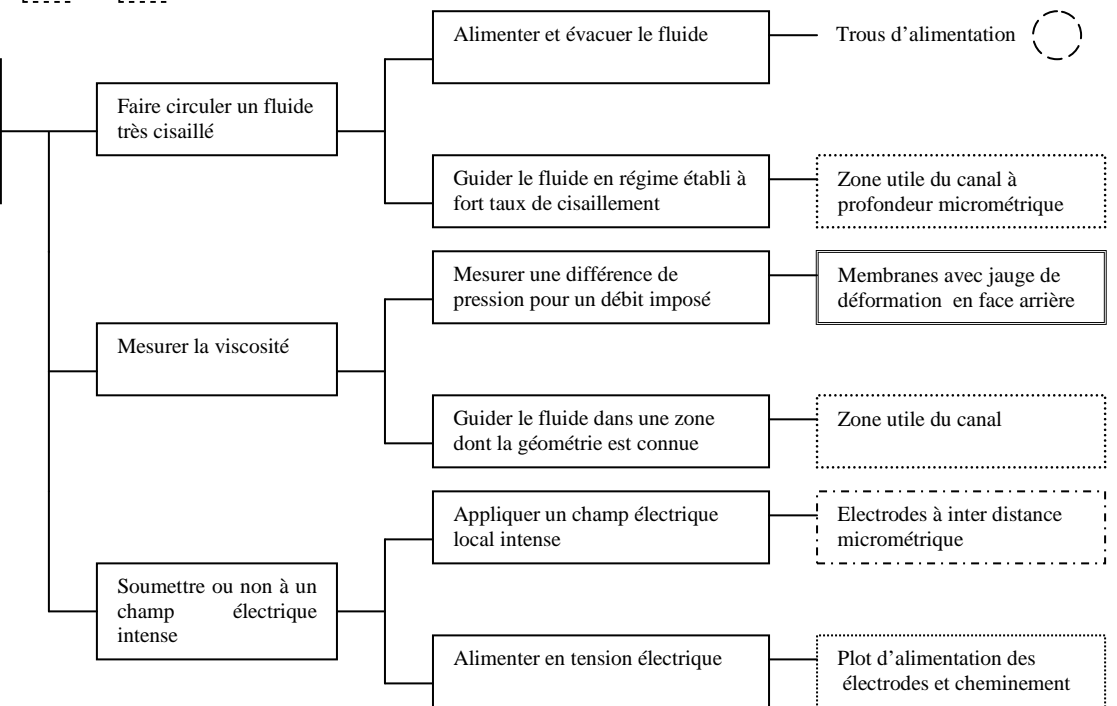 Alimenter et évacuer le fluide
Trous d’alimentation
Faire circuler un fluide
très cisaillé
Guider le fluide en régime établi à
fort taux de cisaillement
Zone utile du canal à
profondeur micrométrique
Mesurer une différence de
pression pour un débit imposé
Membranes avec jauge de
déformation en face arrière
Mesurer la viscosité
Guider le fluide dans une zone
dont la géométrie est connue
Zone utile du canal
Appliquer un champ électrique
local intense
Electrodes à inter distance
micrométrique
Soumettre ou non à un
champ électrique
intense
Alimenter en tension électrique
Plot d’alimentation des
électrodes et cheminement